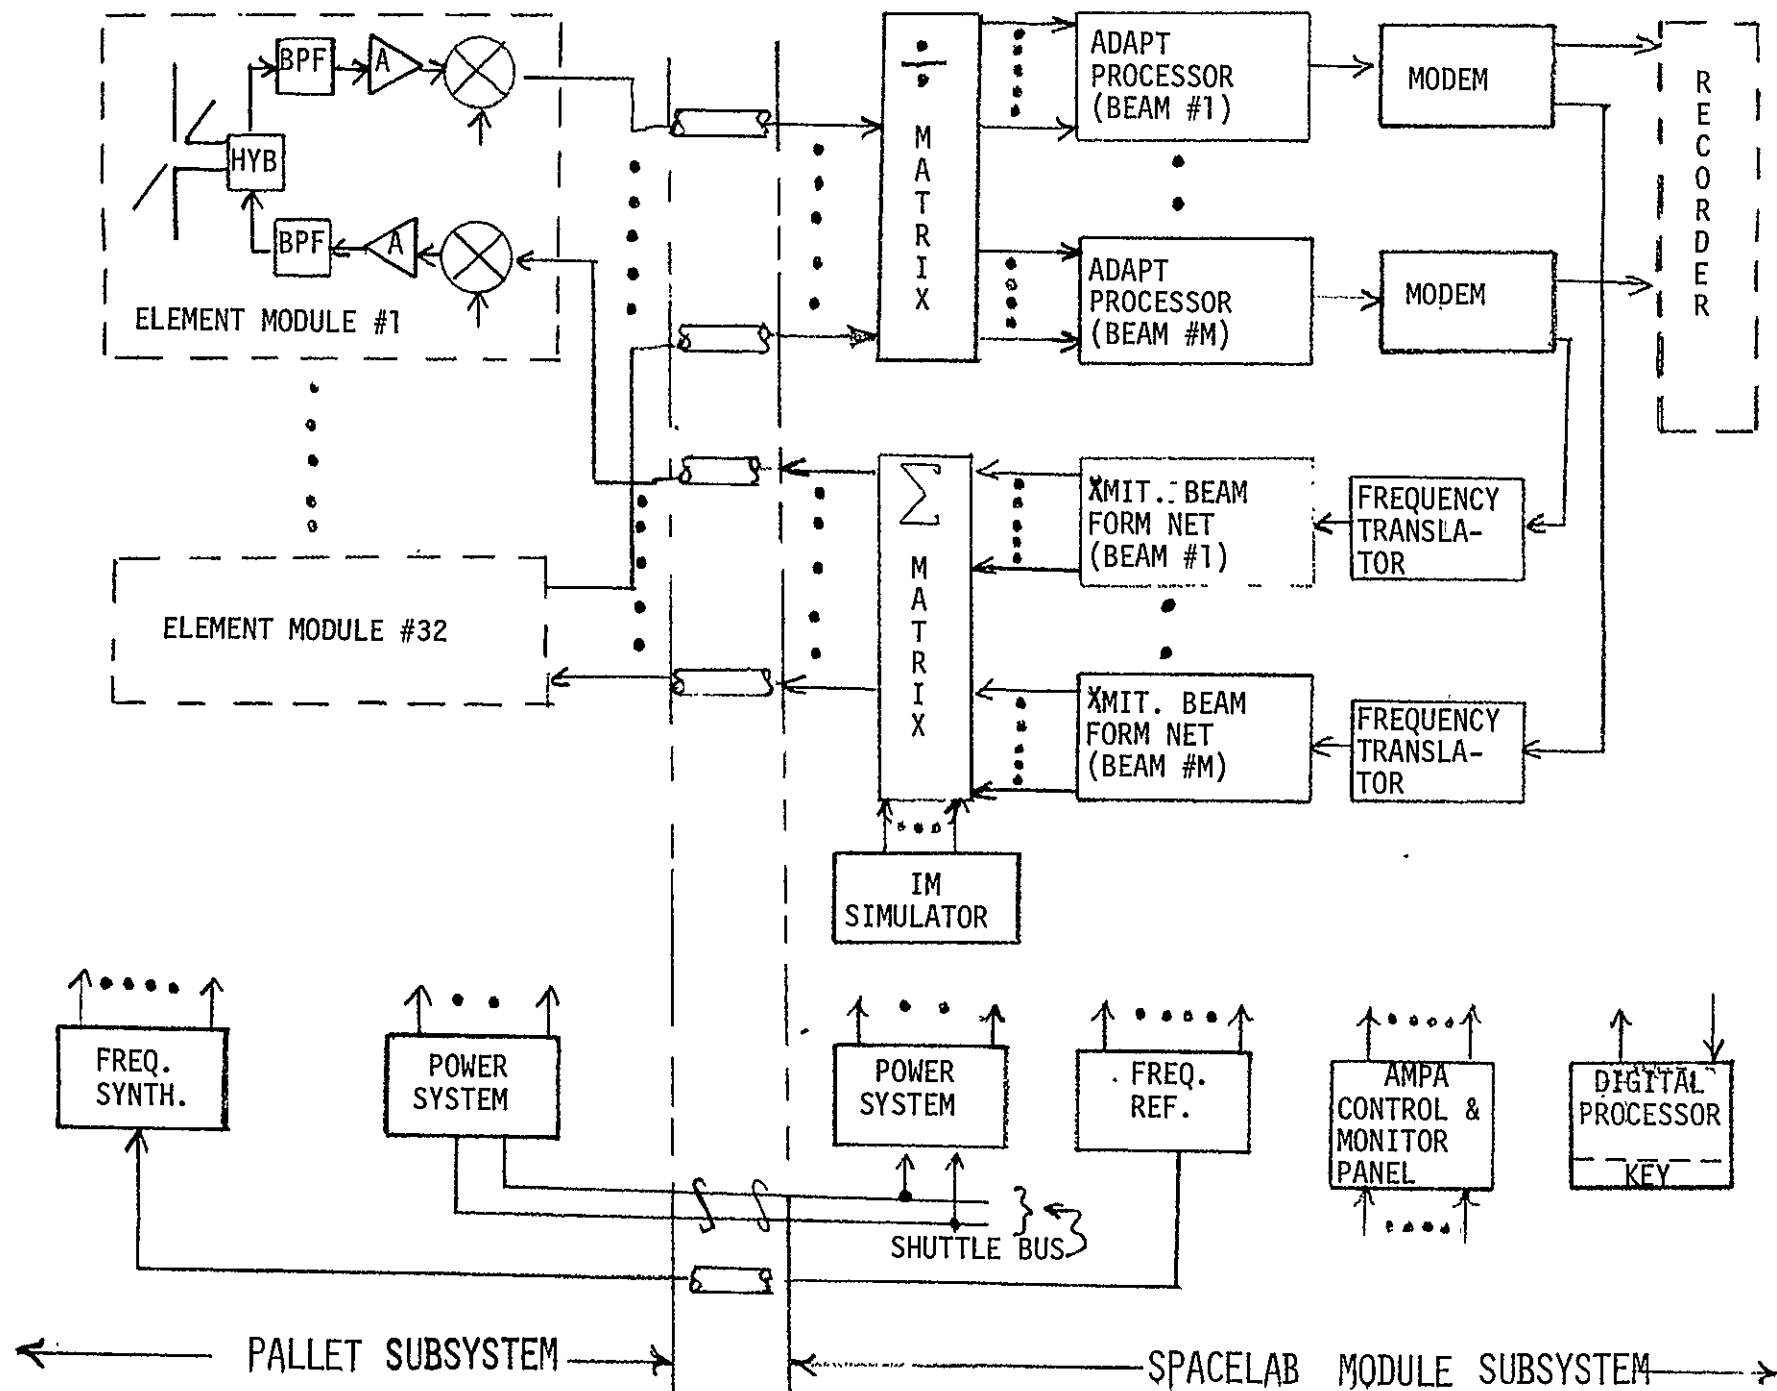 BPF
A
HYB
BPF
A
ELEMENT MODULE #1
ELEMENT MODULE #32
÷
MATRIX
ADAPT
PROCESSOR
(BEAM #1)
MODEM
RECORDER
ADAPT
PROCESSOR
(BEAM #M)
MODEM
Σ
MATRIX
XMIT. BEAM
FORM NET
(BEAM #1)
FREQUENCY
TRANSLA-
TOR
XMIT. BEAM
FORM NET
(BEAM #M)
FREQUENCY
TRANSLA-
TOR
IM
SIMULATOR
FREQ.
SYNTH.
POWER
SYSTEM
POWER
SYSTEM
FREQ.
REF.
AMPA
CONTROL &
MONITOR
PANEL
DIGITAL
PROCESSOR
KEY
SHUTTLE BUS
PALLET SUBSYSTEM
SPACELAB MODULE SUBSYSTEM